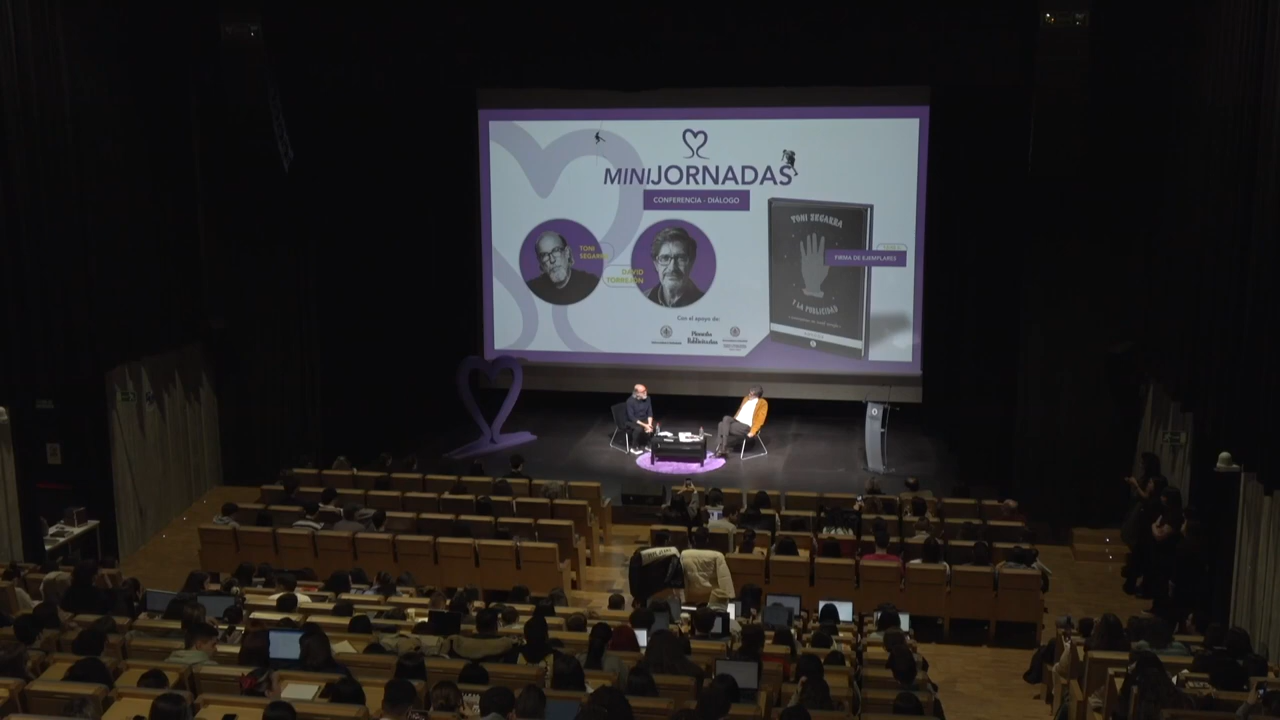 MINIJORNADAS
CONFERENCIA - DIÁLOGO
TONI
SEGARRA
DAVID
TORREJÓN
TONI SEGARRA
Y LA PUBLICIDAD
FIRMA DE EJEMPLARES
Con el apoyo de: